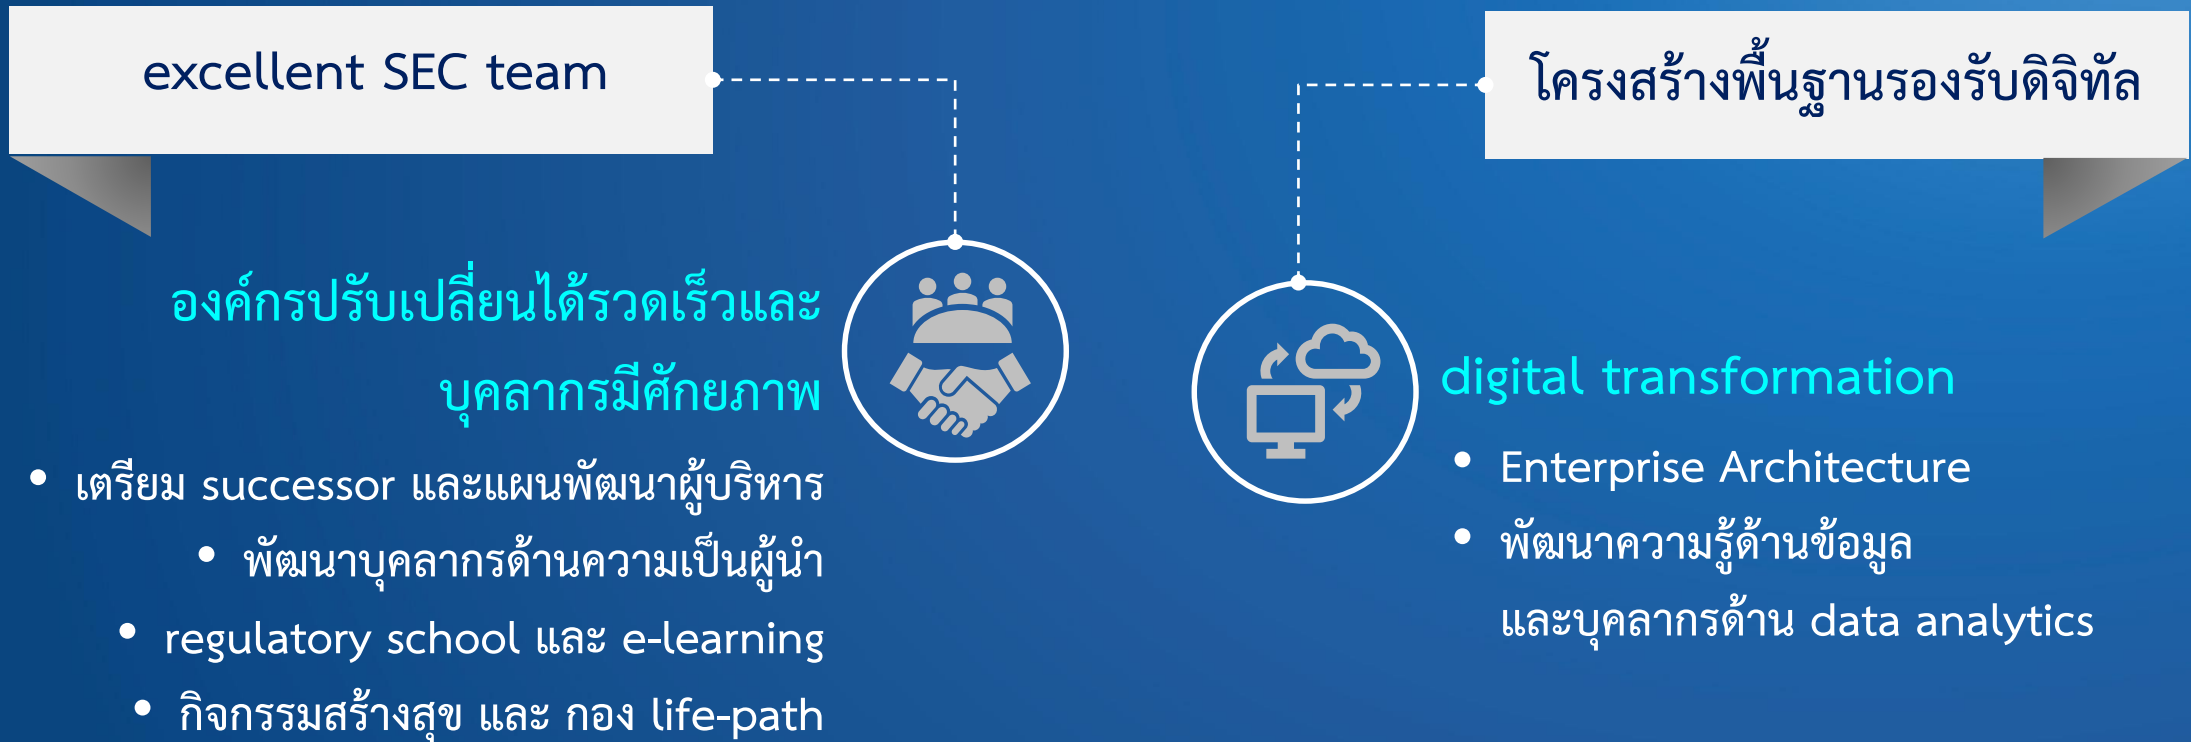 excellent SEC team
องค์กรปรับเปลี่ยนได้รวดเร็วและ
บุคลากรมีศักยภาพ
• เตรียม successor และแผนพัฒนาผู้บริหาร
• พัฒนาบุคลากรด้านความเป็นผู้นำ
• regulatory school และ e-learning
• กิจกรรมสร้างสุข และ กอง life-path
โครงสร้างพื้นฐานรองรับดิจิทัล
digital transformation
• Enterprise Architecture
• พัฒนาความรู้ด้านข้อมูล
และบุคลากรด้าน data analytics